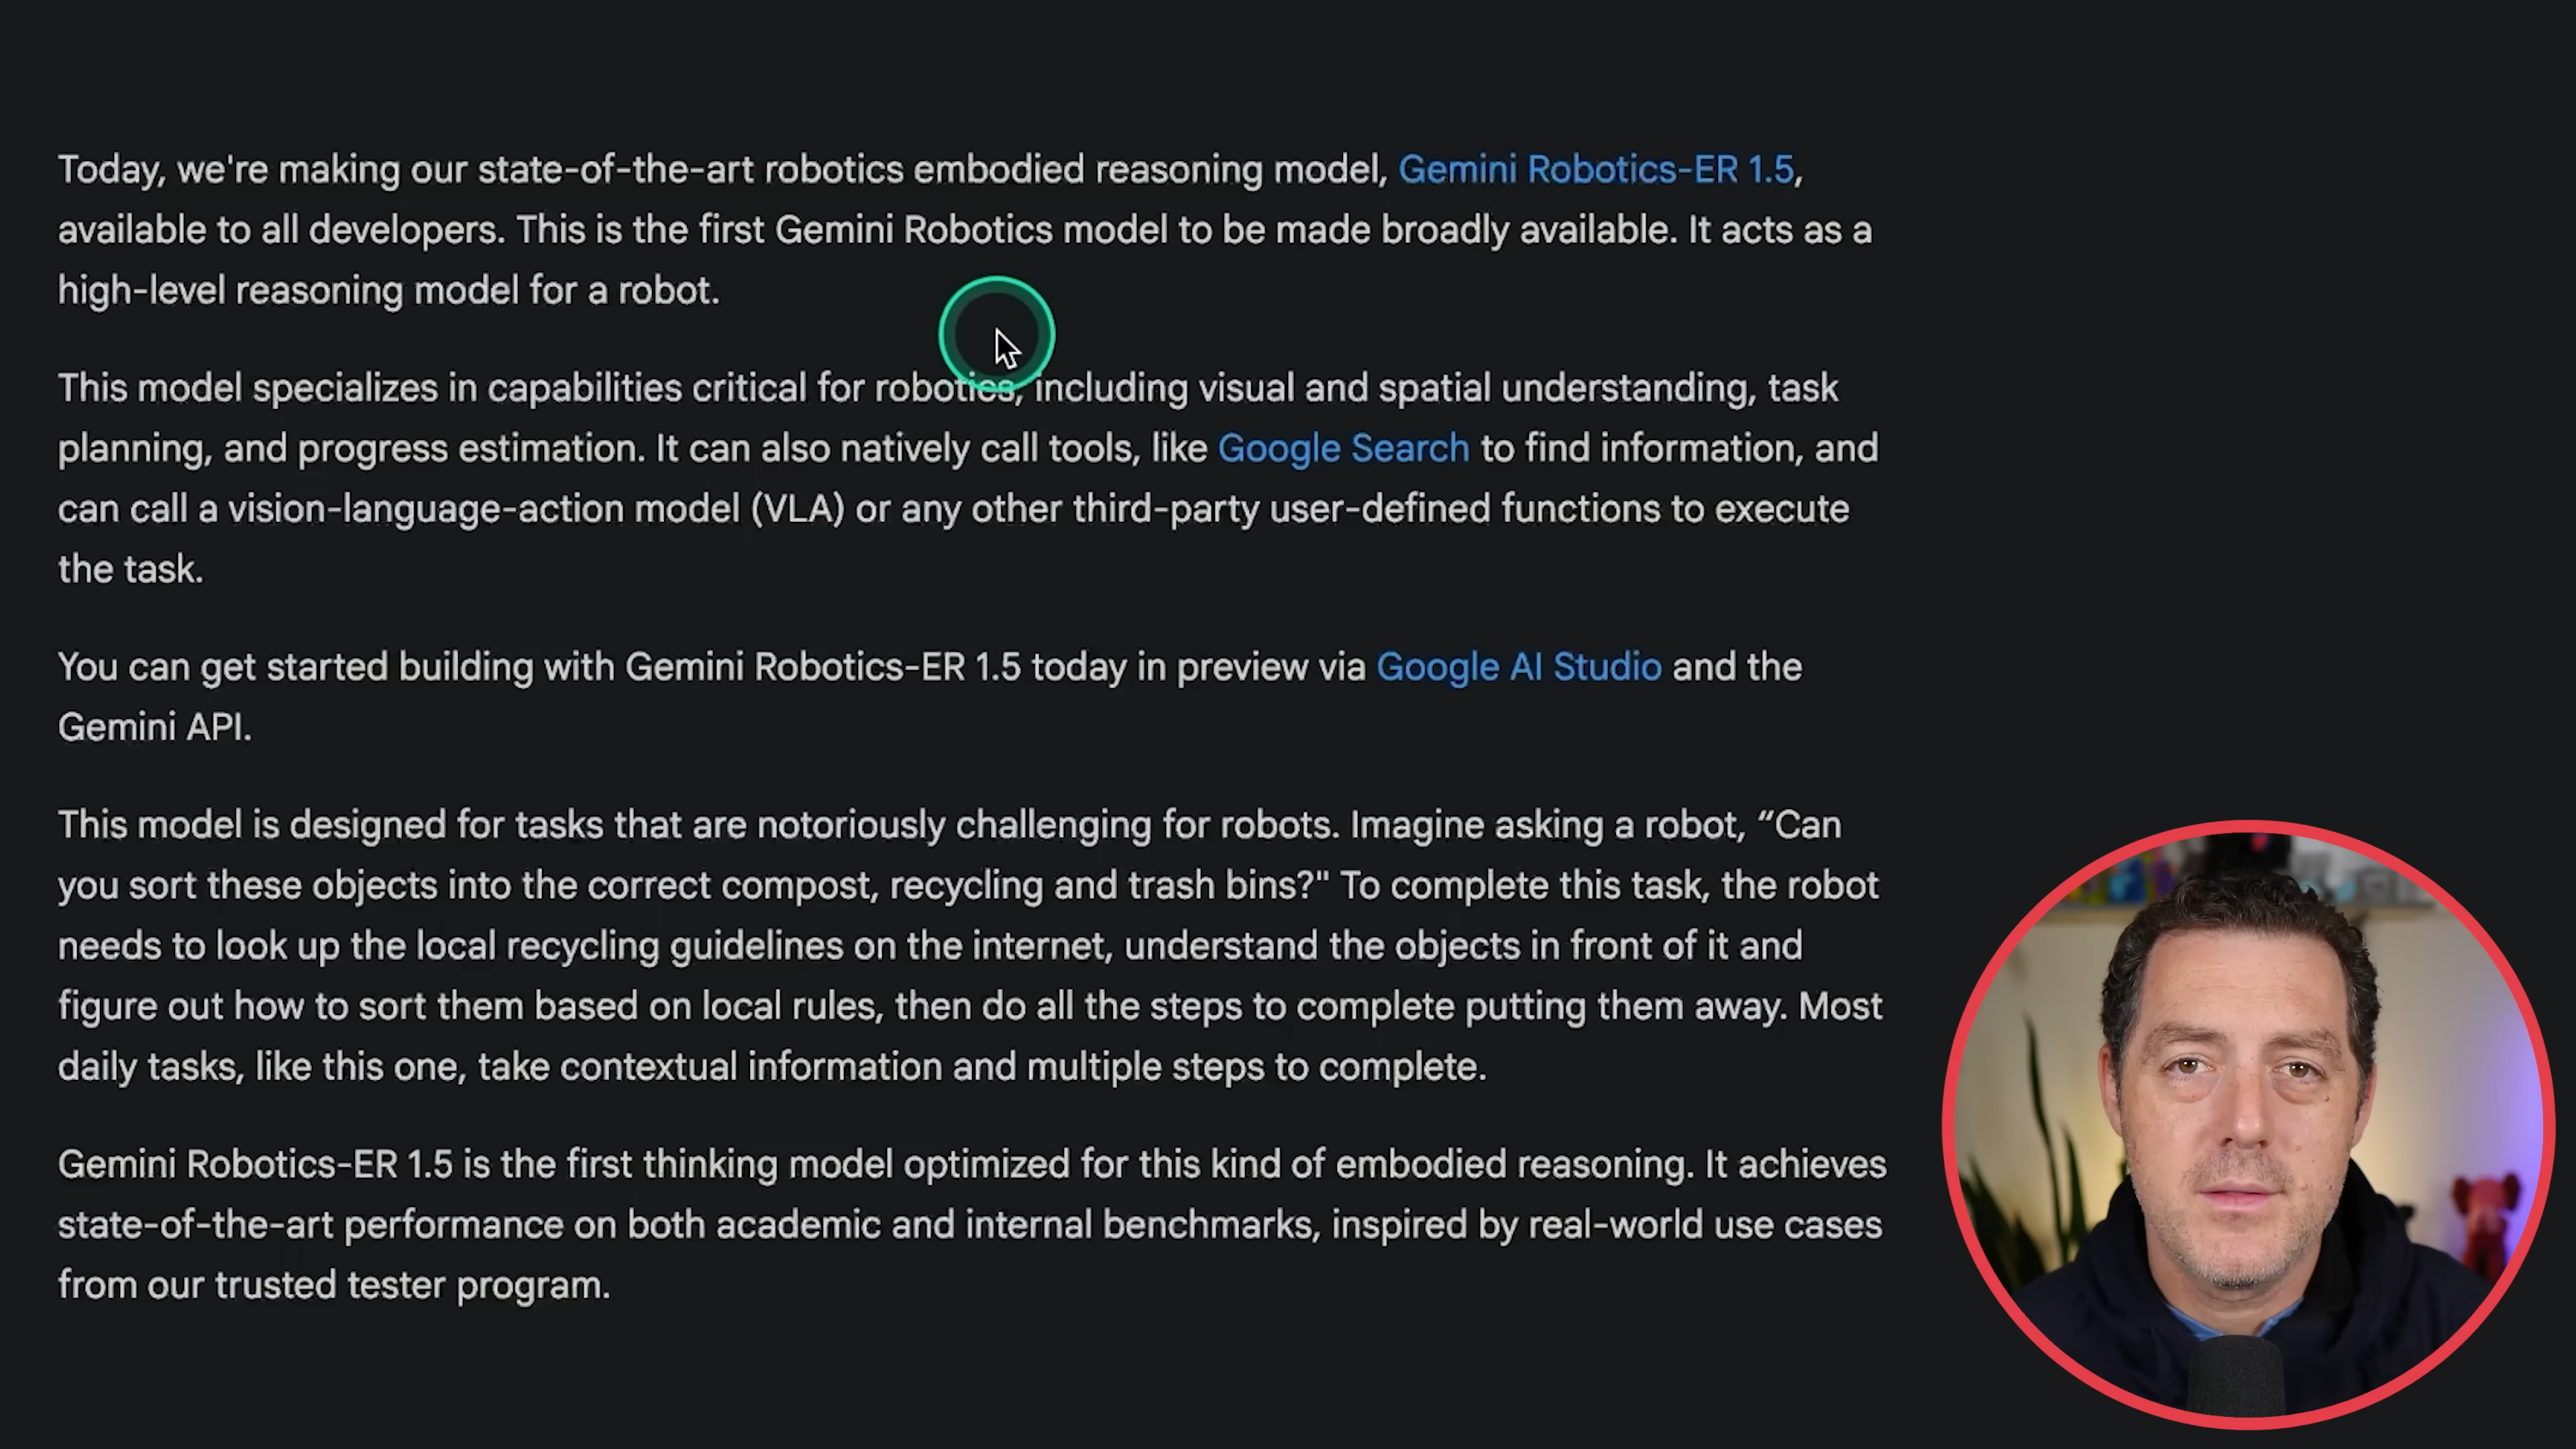 Today, we're making our state-of-the-art robotics embodied reasoning model, Gemini Robotics-ER 1.5,
available to all developers. This is the first Gemini Robotics model to be made broadly available. It acts as a
high-level reasoning model for a robot.
This model specializes in capabilities critical for robotics, including visual and spatial understanding, task
planning, and progress estimation. It can also natively call tools, like Google Search to find information, and
can call a vision-language-action model (VLA) or any other third-party user-defined functions to execute
the task.
You can get started building with Gemini Robotics-ER 1.5 today in preview via Google AI Studio and the
Gemini API.
This model is designed for tasks that are notoriously challenging for robots. Imagine asking a robot, “Can
you sort these objects into the correct compost, recycling and trash bins?" To complete this task, the robot
needs to look up the local recycling guidelines on the internet, understand the objects in front of it and
figure out how to sort them based on local rules, then do all the steps to complete putting them away. Most
daily tasks, like this one, take contextual information and multiple steps to complete.
Gemini Robotics-ER 1.5 is the first thinking model optimized for this kind of embodied reasoning. It achieves
state-of-the-art performance on both academic and internal benchmarks, inspired by real-world use cases
from our trusted tester program.